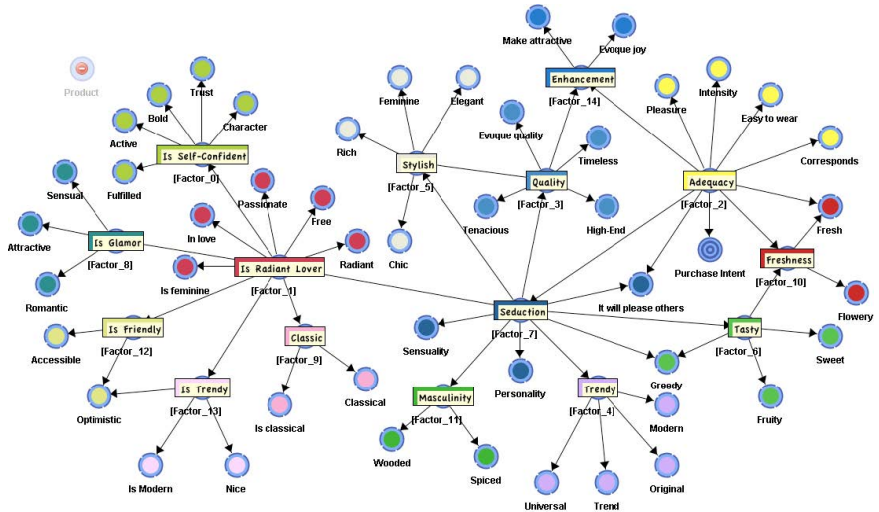 Make attractive
Evoque joy
Enhancement
[Factor_14]
Product
Trust
Bold
Character
Active
Is Self-Confident
[Factor_0]
Fulfilled
Feminine
Elegant
Rich
Stylish
[Factor_5]
Chic
Evoque quality
Timeless
Quality
[Factor_3]
Tenacious
High-End
Pleasure
Intensity
Easy to wear
Corresponds
Adequacy
[Factor_2]
Purchase Intent
Fresh
Freshness
[Factor_10]
Flowery
Sensual
Attractive
Is Glamor
[Factor_8]
Romantic
Passionate
Free
In love
Radiant
Is feminine
Is Radiant Lover
[Factor_1]
It will please others
Seduction
[Factor_7]
Sensuality
Personality
Tasty
[Factor_6]
Sweet
Greedy
Fruity
Is friendly
[Factor_12]
Accessible
Optimistic
Classic
[Factor_9]
Classical
Is classical
Is Trendy
[Factor_13]
Is Modern
Nice
Masculinity
[Factor_11]
Wooded
Spiced
Trendy
[Factor_4]
Modern
Universal
Trend
Original